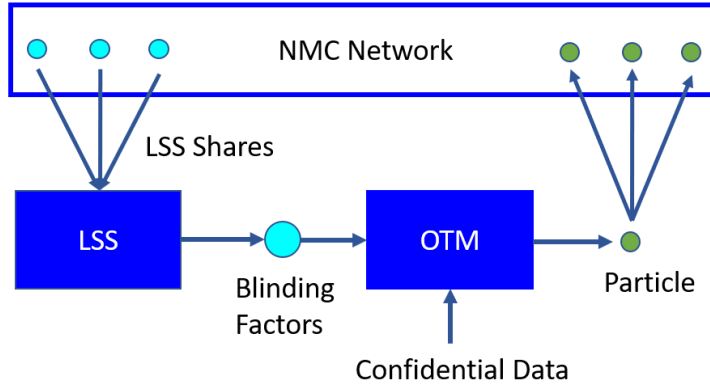 NMC Network
LSS Shares
LSS
OTM
Blinding
Factors
Particle
Confidential Data